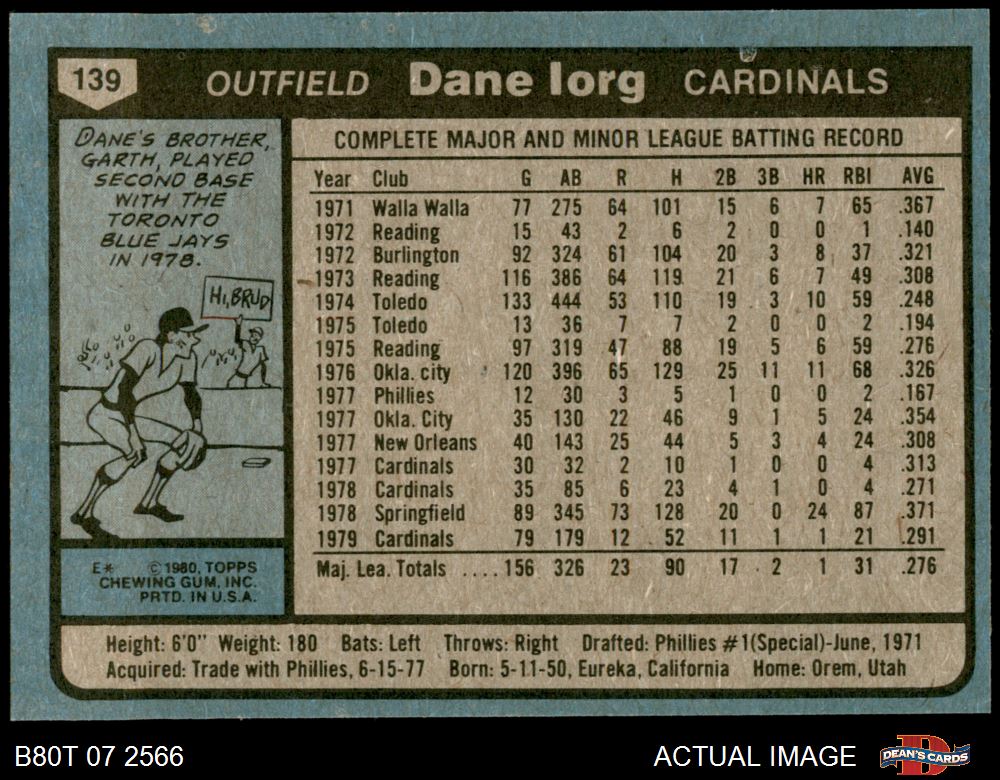 139 OUTFIELD Dane Iorg CARDINALS
DANE'S BROTHER,
GARTH, PLAYED
SECOND BASE
WITH THE
TORONTO
BLUE JAYS
IN 1978.
HI, BRUD
E* © 1980, TOPPS
CHEWING GUM, INC.
PRTD. IN U.S.A.
COMPLETE MAJOR AND MINOR LEAGUE BATTING RECORD
Year Club G AB R H 2B 3B HR RBI AVG
1971 Walla Walla 77 275 64 101 15 6 7 65 .367
1972 Reading 15 43 2 6 2 0 0 1 .140
1972 Burlington 92 324 61 104 20 3 8 37 .321
1973 Reading 116 386 64 119 21 6 7 49 .308
1974 Toledo 133 444 53 110 19 3 10 59 .248
1975 Toledo 13 36 7 7 2 0 0 2 .194
1975 Reading 97 319 47 88 19 5 6 59 .276
1976 Okla. city 120 396 65 129 25 11 11 68 .326
1977 Phillies 12 30 3 5 1 0 0 2 .167
1977 Okla. City 35 130 22 46 9 1 5 24 .354
1977 New Orleans 40 143 25 44 5 3 4 24 .308
1977 Cardinals 30 32 2 10 1 0 0 4 .313
1978 Cardinals 35 85 6 23 4 1 0 4 .271
1978 Springfield 89 345 73 128 20 0 24 87 .371
1979 Cardinals 79 179 12 52 11 1 1 21 .291
Maj. Lea. Totals ....156 326 23 90 17 2 1 31 .276
Height: 6'0" Weight: 180 Bats: Left Throws: Right Drafted: Phillies #1(Special)-June, 1971
Acquired: Trade with Phillies, 6-15-77 Born: 5-11-50, Eureka, California Home: Orem, Utah
B80T 07 2566 ACTUAL IMAGE DEAN'S CARDS